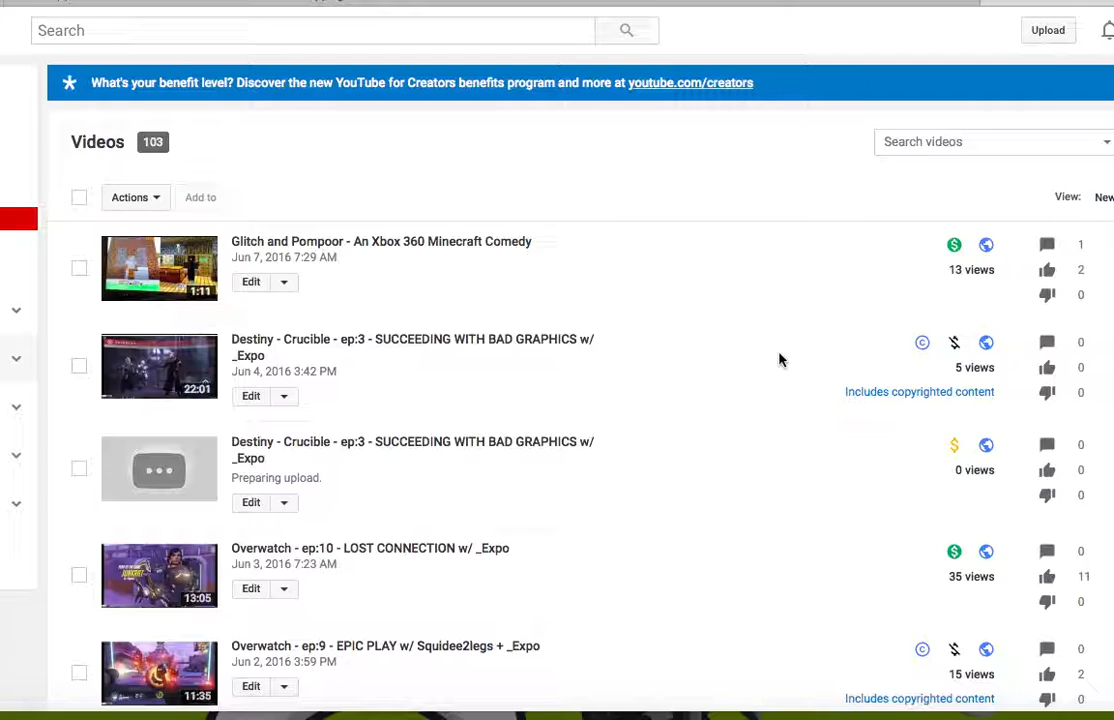 Search
Upload
What's your benefit level? Discover the new YouTube for Creators benefits program and more at youtube.com/creators
Videos 103
Search videos
Actions Add to
View: New
Glitch and Pompoor - An Xbox 360 Minecraft Comedy
1
Jun 7, 2016 7:29 AM
13 views 2
Edit
1:11
0
Destiny - Crucible - ep:3 - SUCCEEDING WITH BAD GRAPHICS w/
0
_Expo
Jun 4, 2016 3:42 PM
5 views 0
22:01
Edit
Includes copyrighted content 0
Destiny - Crucible - ep:3 - SUCCEEDING WITH BAD GRAPHICS w/
0
_Expo
0 views 0
Preparing upload.
Edit
0
Overwatch - ep:10 - LOST CONNECTION w/ _Expo
0
Jun 3, 2016 7:23 AM
35 views 11
Edit
13:05
0
Overwatch - ep:9 - EPIC PLAY w/ Squidee2legs + _Expo
0
Jun 2, 2016 3:59 PM
15 views 2
Edit
11:35
Includes copyrighted content 0